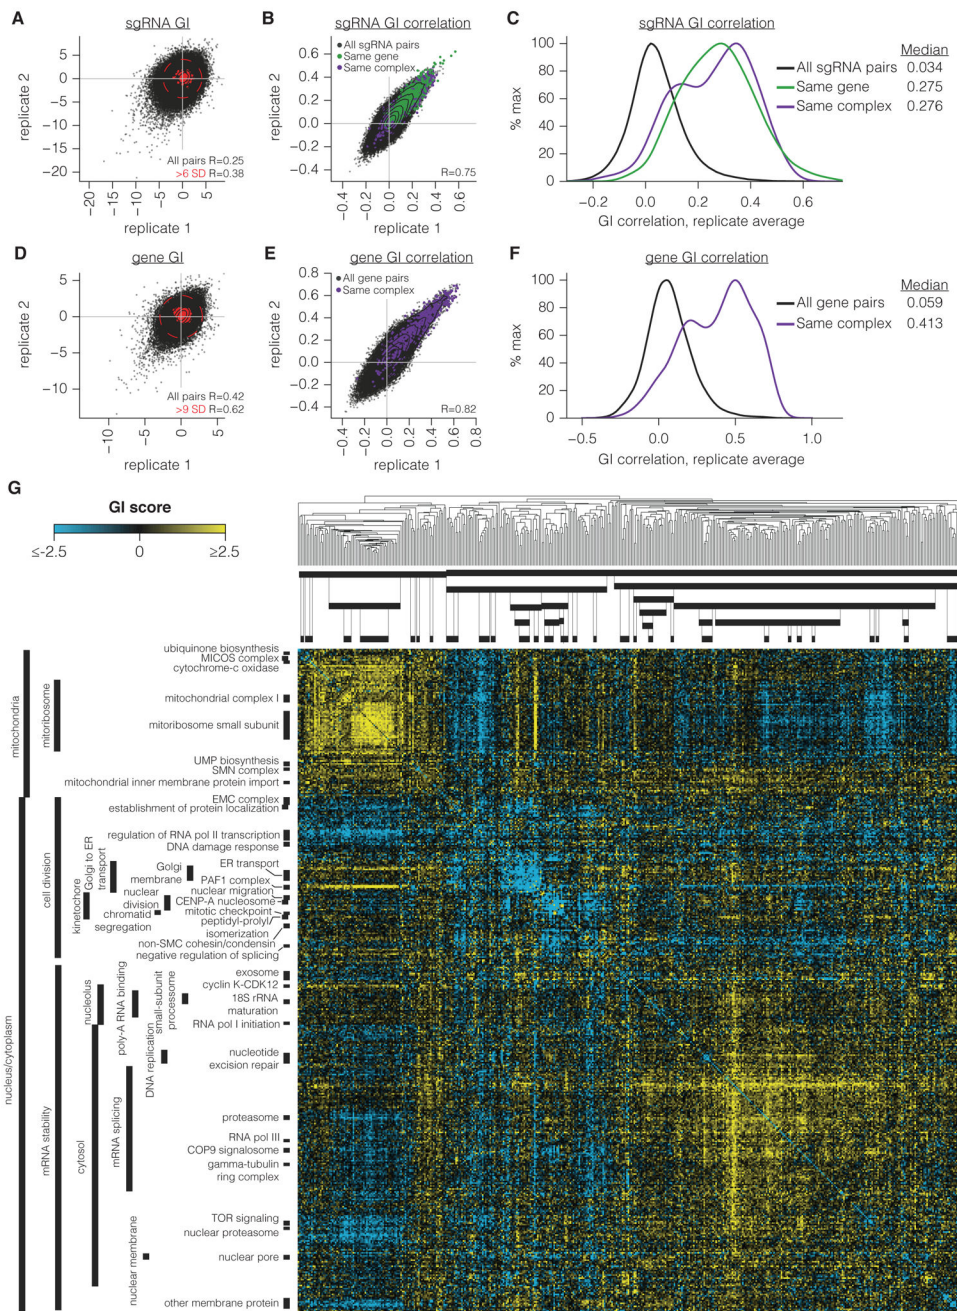 A
sgRNA GI
replicate 2
5
0
−5
−10
−15
−20
All pairs R=0.25
>6 SD R=0.38
−20
−15
−10
−5
0
5
replicate 1
B
sgRNA GI correlation
replicate 2
0.6
0.4
0.2
0.0
−0.2
−0.4
All sgRNA pairs
Same gene
Same complex
R=0.75
−0.4
−0.2
0.0
0.2
0.4
0.6
replicate 1
C
sgRNA GI correlation
% max
100
80
60
40
20
0
Median
All sgRNA pairs 0.034
Same gene 0.275
Same complex 0.276
−0.2 0.0 0.2 0.4 0.6
GI correlation, replicate average
D
gene GI
replicate 2
5
0
−5
−10
All pairs R=0.42
>9 SD R=0.62
−10
−5
0
5
replicate 1
E
gene GI correlation
replicate 2
0.8
0.6
0.4
0.2
0.0
−0.2
−0.4
All gene pairs
Same complex
R=0.82
−0.4
−0.2
0.0
0.2
0.4
0.6
0.8
replicate 1
F
gene GI correlation
% max
100
80
60
40
20
0
Median
All gene pairs 0.059
Same complex 0.413
−0.5 0.0 0.5 1.0
GI correlation, replicate average
G
GI score
≤-2.5 0 ≥2.5
mitochondria
mitoribosome
ubiquinone biosynthesis
MICOS complex
cytochrome-c oxidase
mitochondrial complex I
mitoribosome small subunit
UMP biosynthesis
SMN complex
mitochondrial inner membrane protein import
nucleus/cytoplasm
cell division
kinetochore
Golgi to ER
transport
Golgi
membrane
nuclear
division
chromatid
segregation
EMC complex
establishment of protein localization
regulation of RNA pol II transcription
DNA damage response
ER transport
PAF1 complex
nuclear migration
CENP-A nucleosome
mitotic checkpoint
peptidyl-prolyl
isomerization
non-SMC cohesin/condensin
negative regulation of splicing
mRNA stability
nucleolus
cytosol
poly-A RNA binding
mRNA splicing
nuclear membrane
small-subunit
processome
DNA replication
exosome
cyclin K-CDK12
18S rRNA
maturation
RNA pol I initiation
nucleotide
excision repair
proteasome
RNA pol III
COP9 signalosome
gamma-tubulin
ring complex
TOR signaling
nuclear proteasome
nuclear pore
other membrane protein